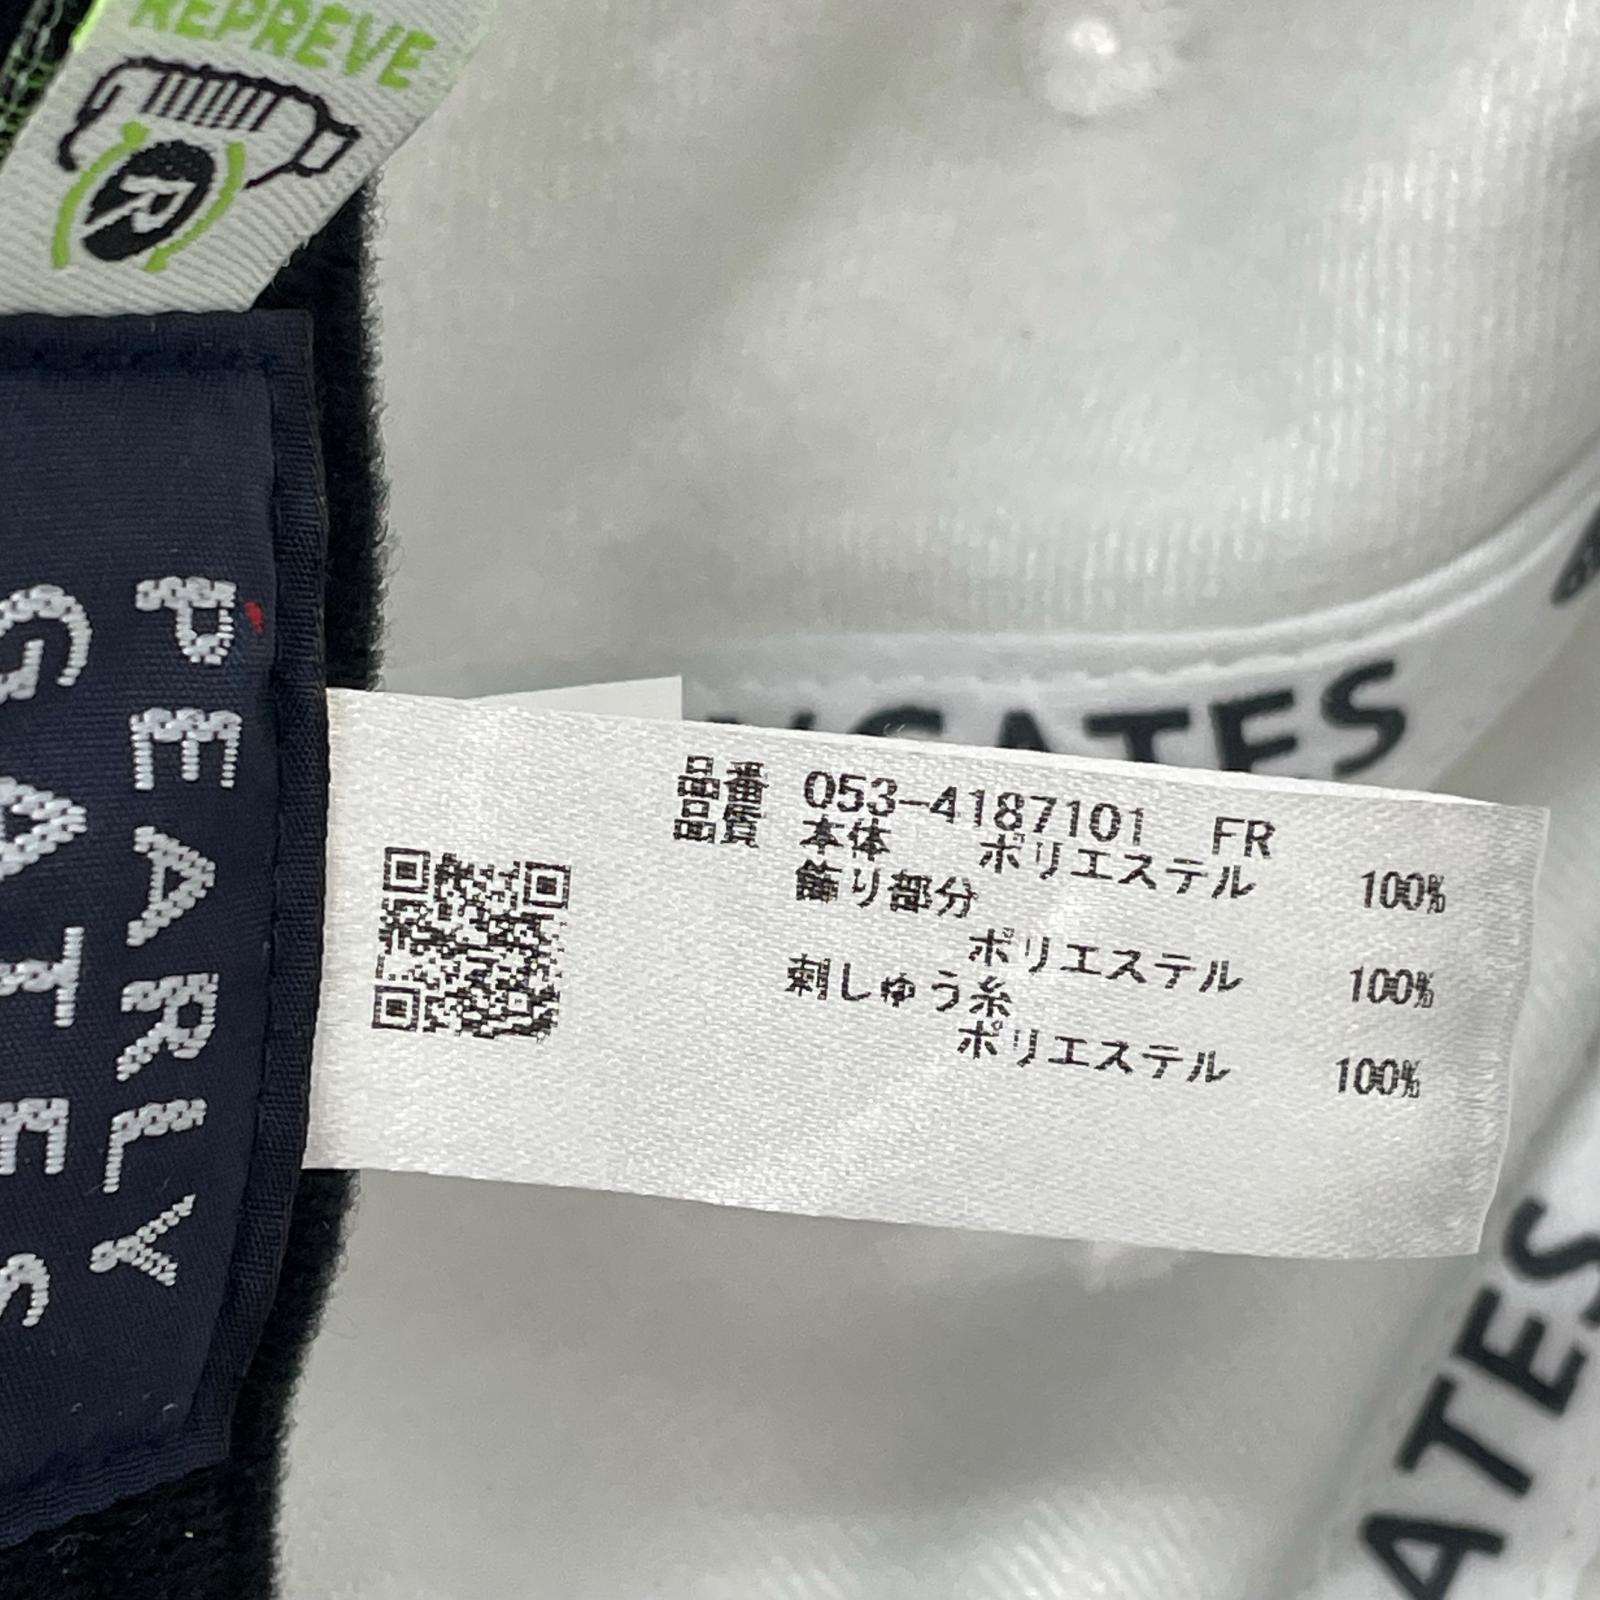 REPREVE
R
PEARLY
GATES
GATES
品番 053-4187101 FR
品質 本体 ポリエステル 100%
飾り部分
ポリエステル 100%
刺しゅう糸
ポリエステル 100%
ATES